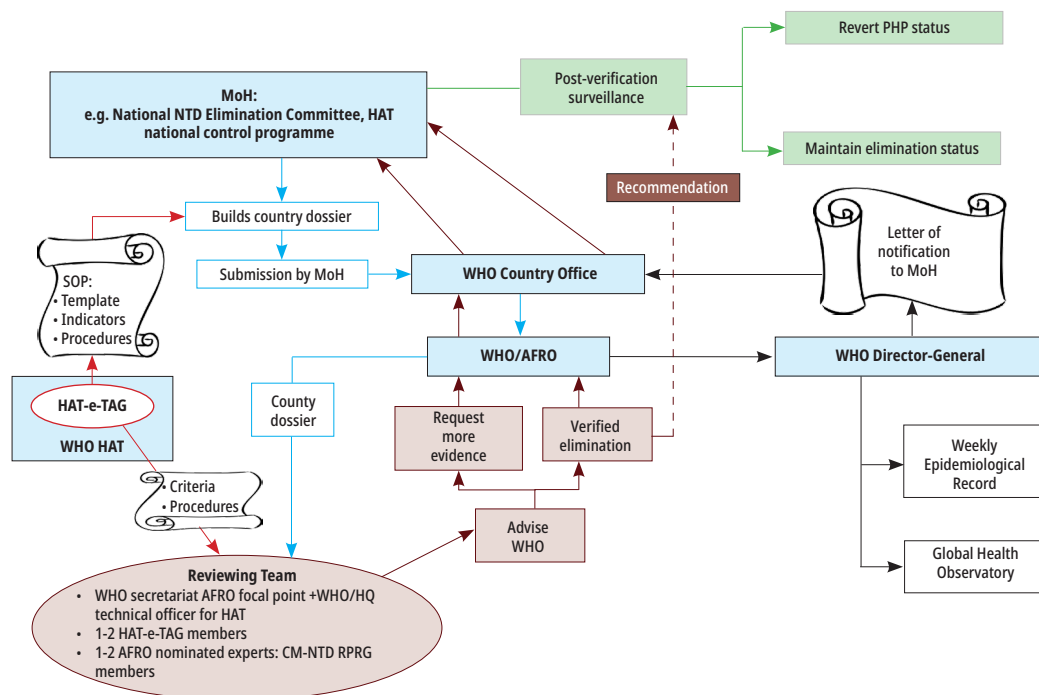 Revert PHP status
Post-verification
surveillance
Maintain elimination status
MoH:
e.g. National NTD Elimination Committee, HAT
national control programme
Recommendation
Builds country dossier
Submission by MoH
SOP:
• Template
• Indicators
• Procedures
HAT-e-TAG
WHO HAT
• Criteria
• Procedures
WHO Country Office
Letter of
notification
to MoH
WHO/AFRO
WHO Director-General
County
dossier
Request
more
evidence
Verified
elimination
Advise
WHO
Weekly
Epidemiological
Record
Global Health
Observatory
Reviewing Team
• WHO secretariat AFRO focal point +WHO/HQ
technical officer for HAT
• 1-2 HAT-e-TAG members
• 1-2 AFRO nominated experts: CM-NTD RPRG
members